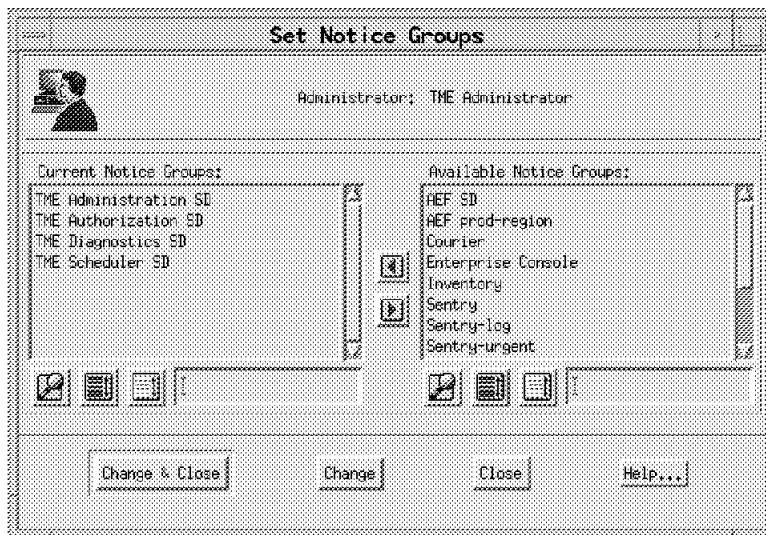 Set Notice Groups
Administrator: TME Administrator
Current Notice Groups:
TME Administration SD
TME Authorization SD
TME Diagnostics SD
TME Scheduler SD
Available Notice Groups:
AEF SD
AEF prod-region
Courier
Enterprise Console
Inventory
Sentry
Sentry-log
Sentry-urgent
Change & Close
Change
Close
Help...